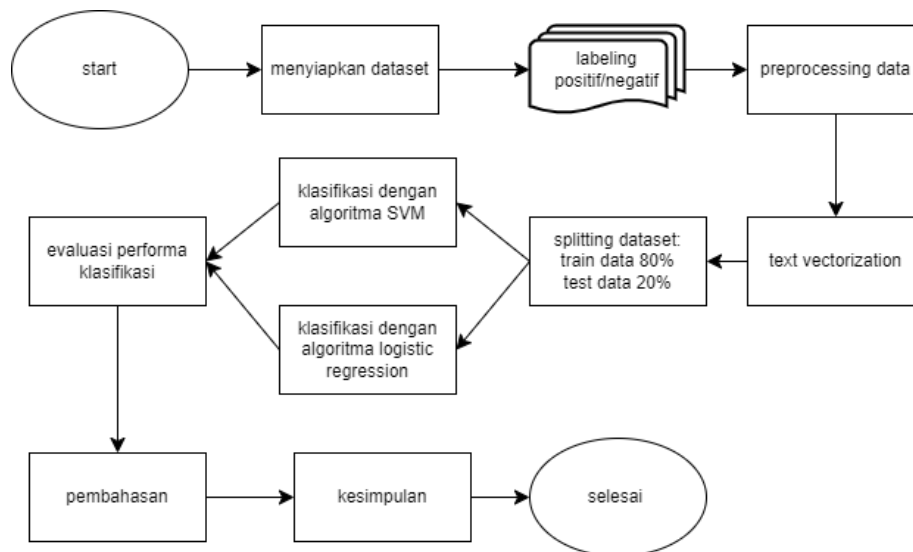 start
menyiapkan dataset
labeling
positif/negatif
preprocessing data
text vectorization
splitting dataset:
train data 80%
test data 20%
klasifikasi dengan
algoritma SVM
klasifikasi dengan
algoritma logistic
regression
evaluasi performa
klasifikasi
pembahasan
kesimpulan
selesai